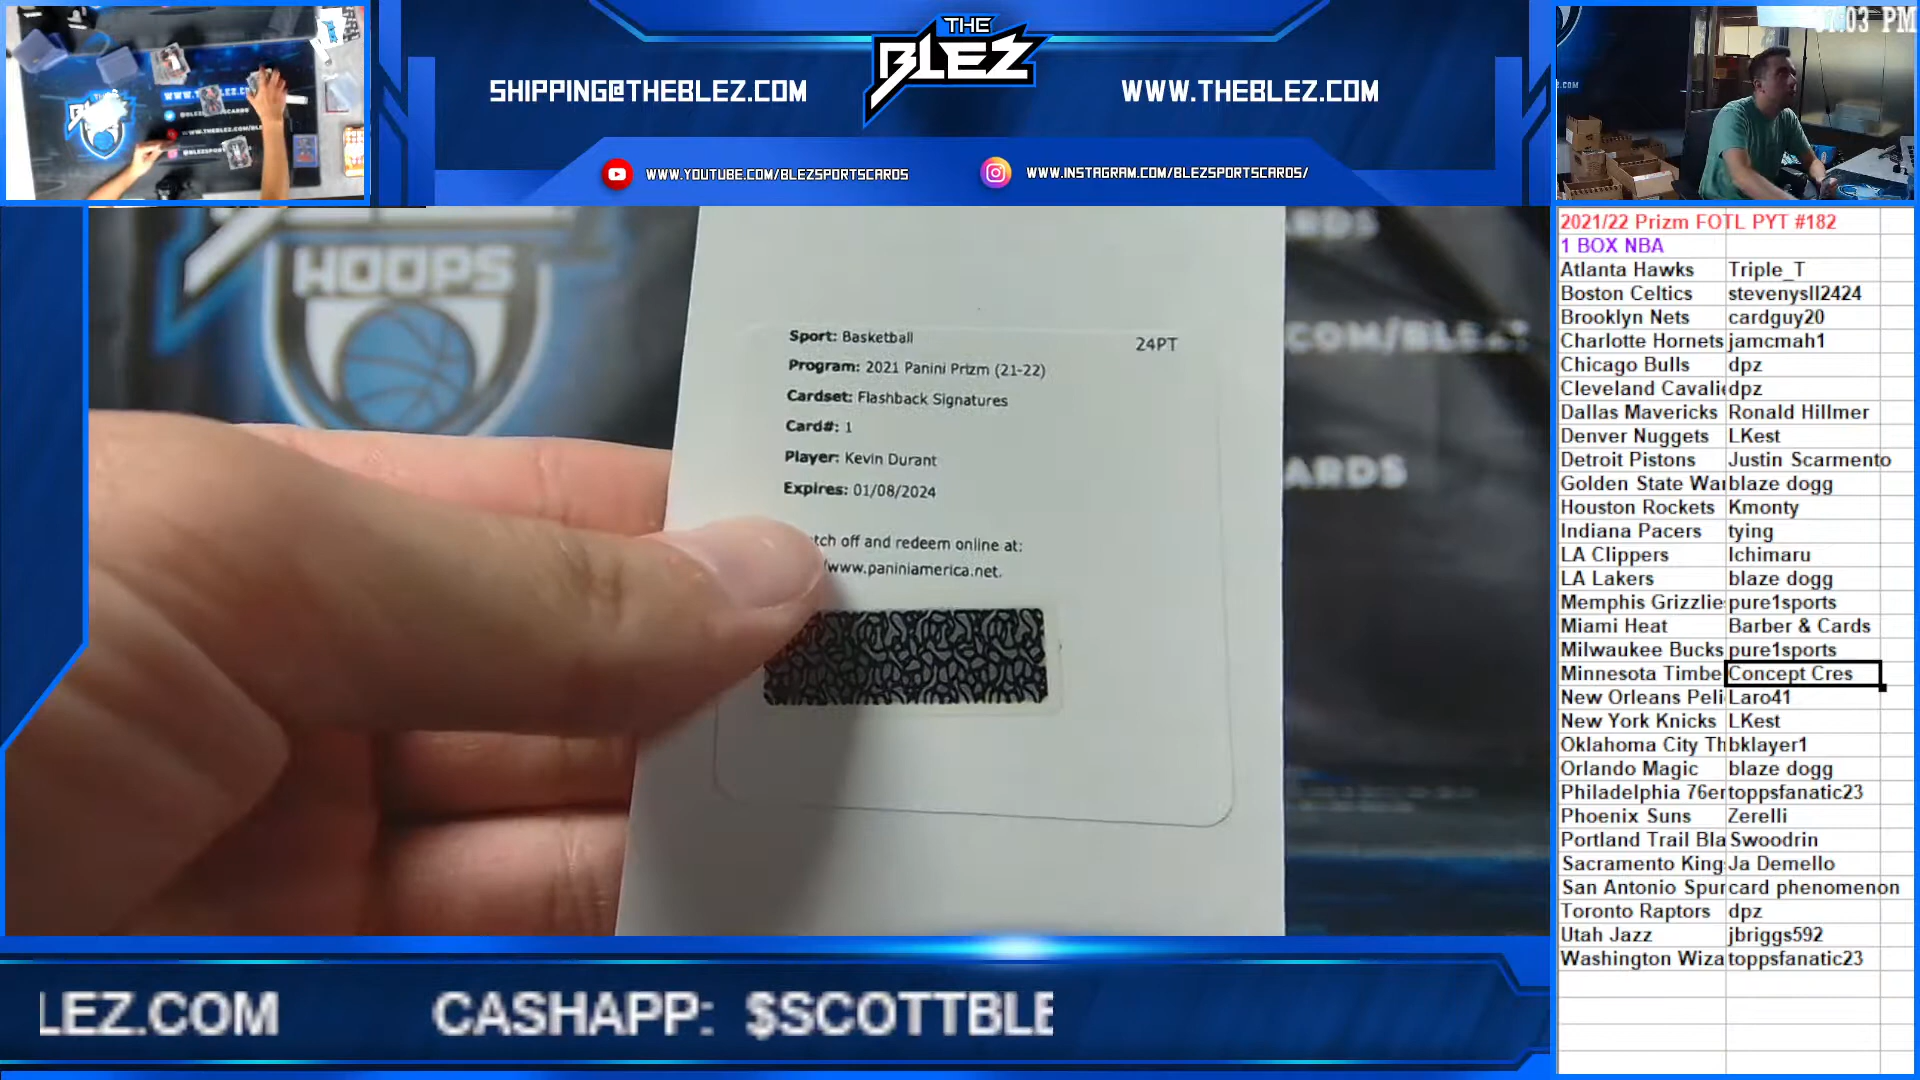 THE
BLEZ
SHIPPING@THEBLEZ.COM
WWW.THEBLEZ.COM
WWW.YOUTUBE.COM/BLEZSPORTSCARDS
WWW.INSTAGRAM.COM/BLEZSPORTSCARDS/
:03 PM
HOOPS
Sport: Basketball
24PT
Program: 2021 Panini Prizm (21-22)
Cardset: Flashback Signatures
Card#: 1
Player: Kevin Durant
Expires: 01/08/2024
tch off and redeem online at:
/www.paniniamerica.net.
ARDS
COM/BLEZ
CARDS
2021/22 Prizm FOTL PYT #182
1 BOX NBA
Atlanta Hawks Triple_T
Boston Celtics stevenysll2424
Brooklyn Nets cardguy20
Charlotte Hornets jamcmah1
Chicago Bulls dpz
Cleveland Cavalie dpz
Dallas Mavericks Ronald Hillmer
Denver Nuggets LKest
Detroit Pistons Justin Scarmento
Golden State War blaze dogg
Houston Rockets Kmonty
Indiana Pacers tying
LA Clippers Ichimaru
LA Lakers blaze dogg
Memphis Grizzlie pure1sports
Miami Heat Barber & Cards
Milwaukee Bucks pure1sports
Minnesota Timbe Concept Cres
New Orleans Peli Laro41
New York Knicks LKest
Oklahoma City Th bklayer1
Orlando Magic blaze dogg
Philadelphia 76er toppsfanatic23
Phoenix Suns Zerelli
Portland Trail Bla Swoodrin
Sacramento King Ja Demello
San Antonio Spur card phenomenon
Toronto Raptors dpz
Utah Jazz jbriggs592
Washington Wiza toppsfanatic23
LEZ.COM CASHAPP: $SCOTTBLE